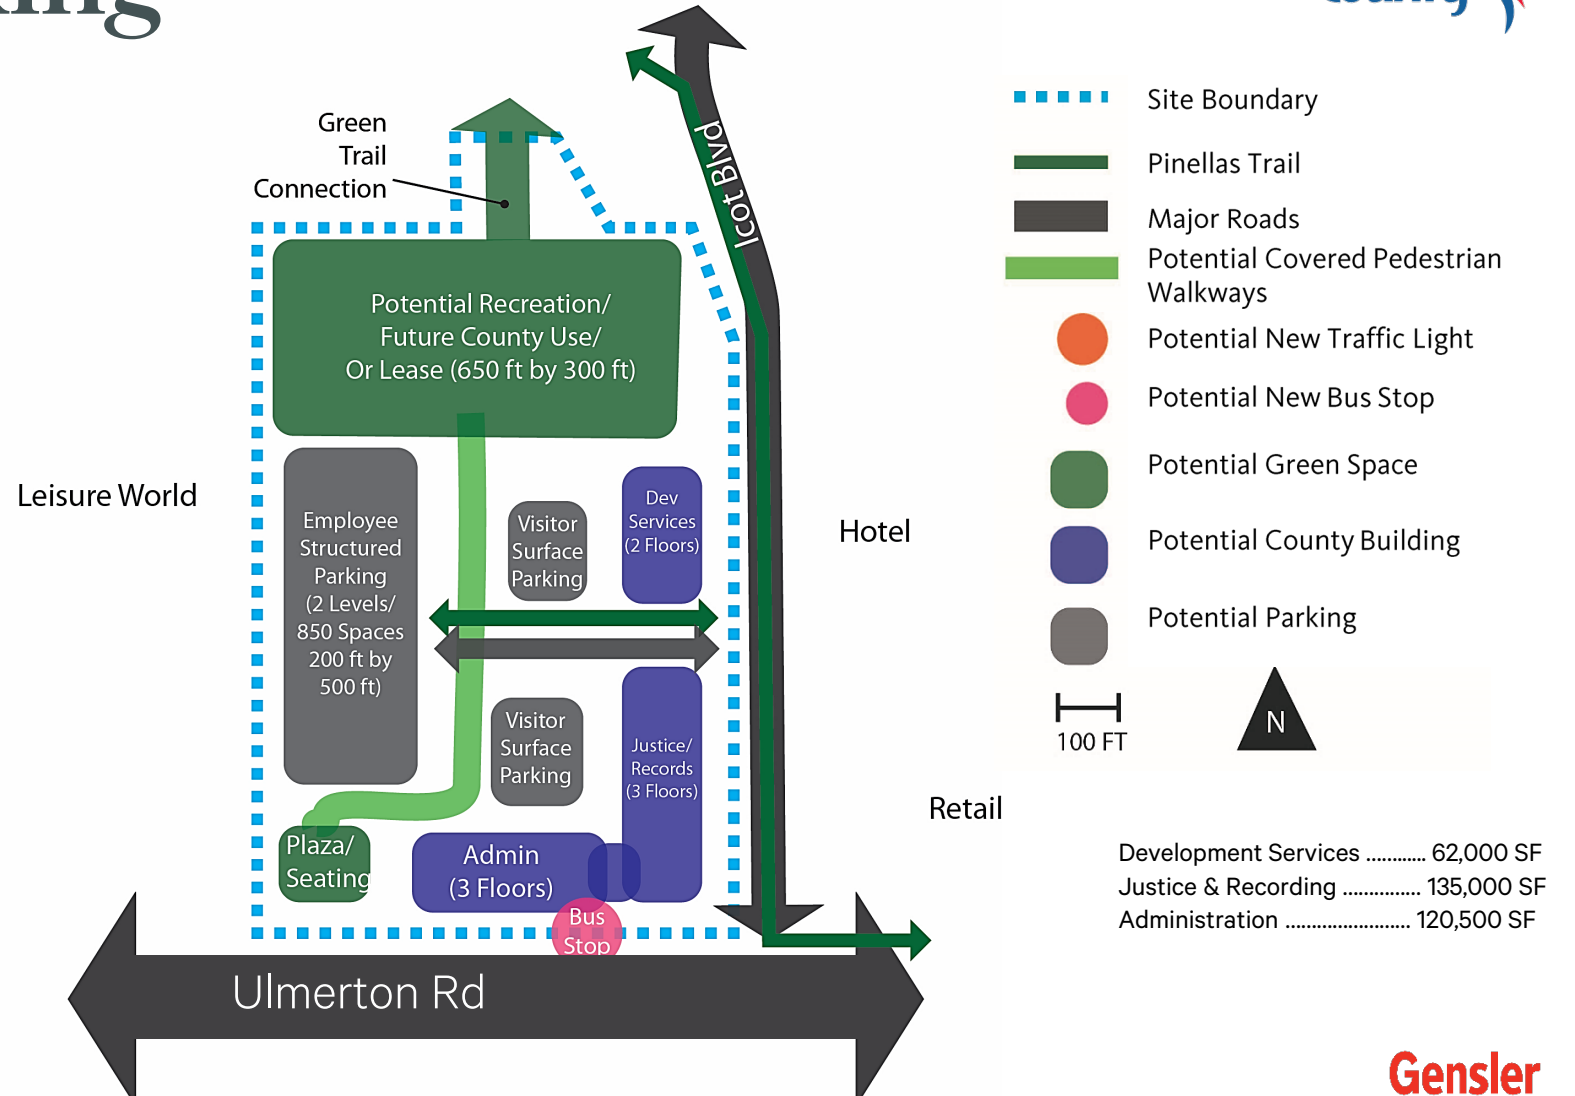 Green
Trail
Connection
Icot Blvd
Potential Recreation/
Future County Use/
Or Lease (650 ft by 300 ft)
Leisure World
Employee
Structured
Parking
(2 Levels/
850 Spaces
200 ft by
500 ft)
Visitor
Surface
Parking
Dev
Services
(2 Floors)
Hotel
Visitor
Surface
Parking
Justice/
Records
(3 Floors)
Retail
Plaza/
Seating
Admin
(3 Floors)
Bus
Stop
Ulmerton Rd
Site Boundary
Pinellas Trail
Major Roads
Potential Covered Pedestrian
Walkways
Potential New Traffic Light
Potential New Bus Stop
Potential Green Space
Potential County Building
Potential Parking
100 FT
N
Development Services ............ 62,000 SF
Justice & Recording ............... 135,000 SF
Administration ......................... 120,500 SF
Gensler